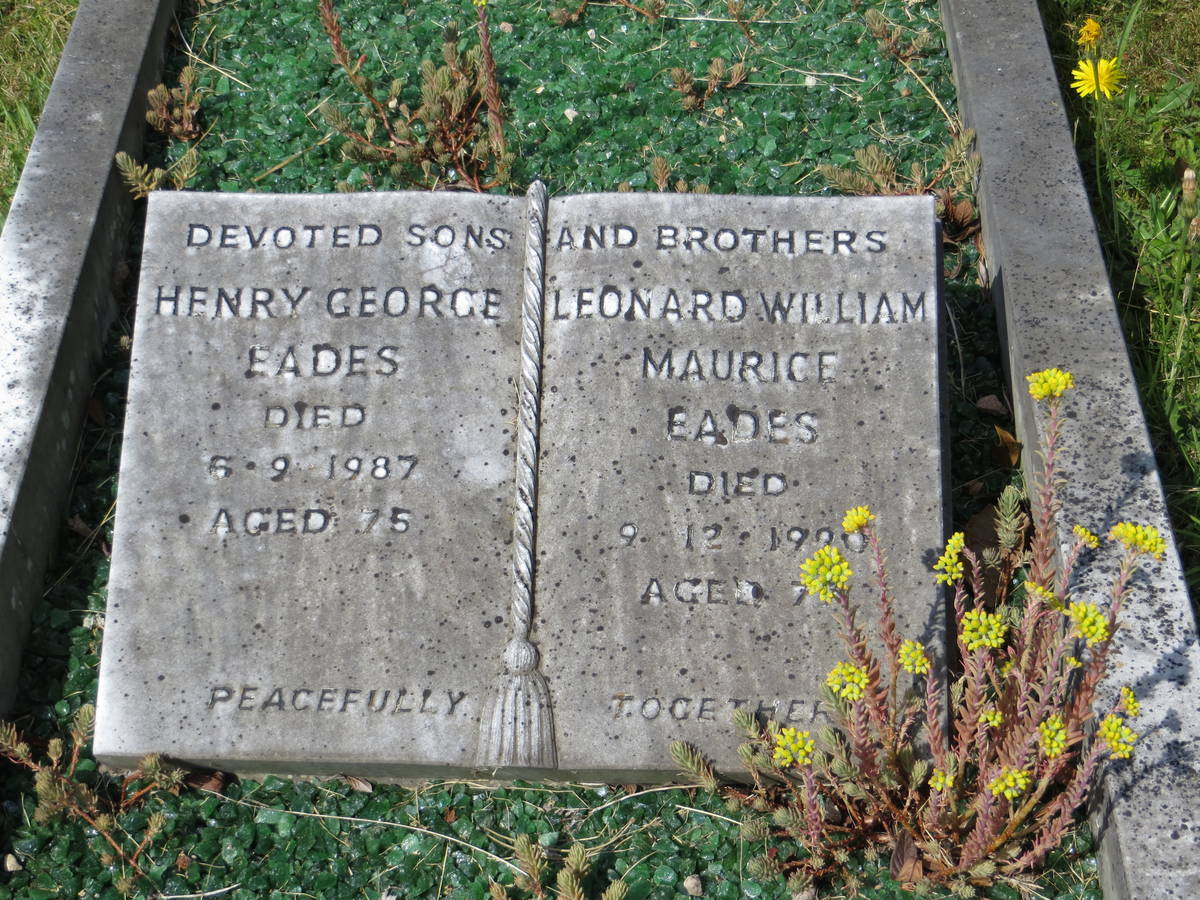 DEVOTED SONS AND BROTHERS
HENRY GEORGE
EADES
DIED
6·9·1987
AGED 75
LEONARD WILLIAM
MAURICE
EADES
DIED
9·12·1990
AGED
PEACEFULLY TOGETHER